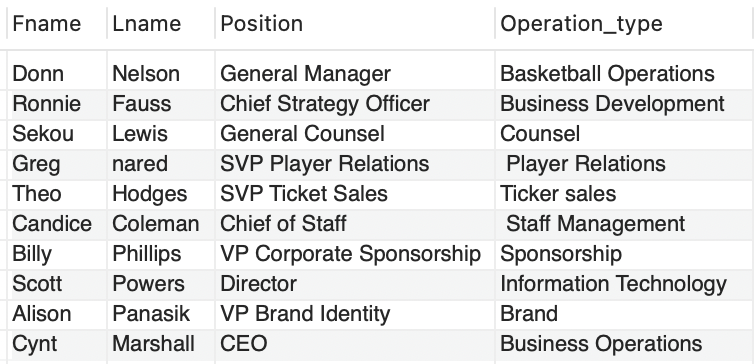 Fname Lname Position Operation_type
Donn Nelson General Manager Basketball Operations
Ronnie Fauss Chief Strategy Officer Business Development
Sekou Lewis General Counsel Counsel
Greg nared SVP Player Relations Player Relations
Theo Hodges SVP Ticket Sales Ticker sales
Candice Coleman Chief of Staff Staff Management
Billy Phillips VP Corporate Sponsorship Sponsorship
Scott Powers Director Information Technology
Alison Panasik VP Brand Identity Brand
Cynt Marshall CEO Business Operations